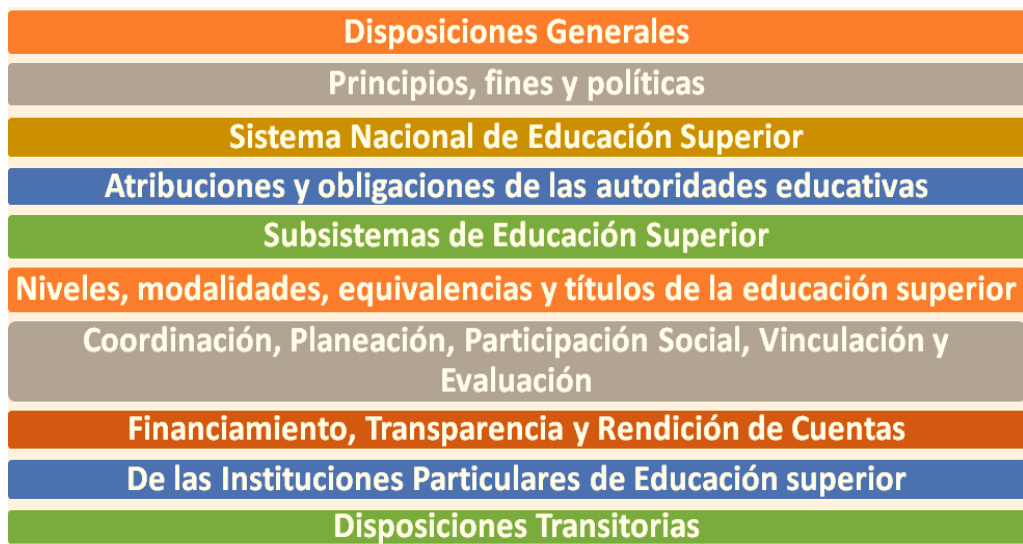 Disposiciones Generales
Principios, fines y políticas
Sistema Nacional de Educación Superior
Atribuciones y obligaciones de las autoridades educativas
Subsistemas de Educación Superior
Niveles, modalidades, equivalencias y títulos de la educación superior
Coordinación, Planeación, Participación Social, Vinculación y
Evaluación
Financiamiento, Transparencia y Rendición de Cuentas
De las Instituciones Particulares de Educación superior
Disposiciones Transitorias